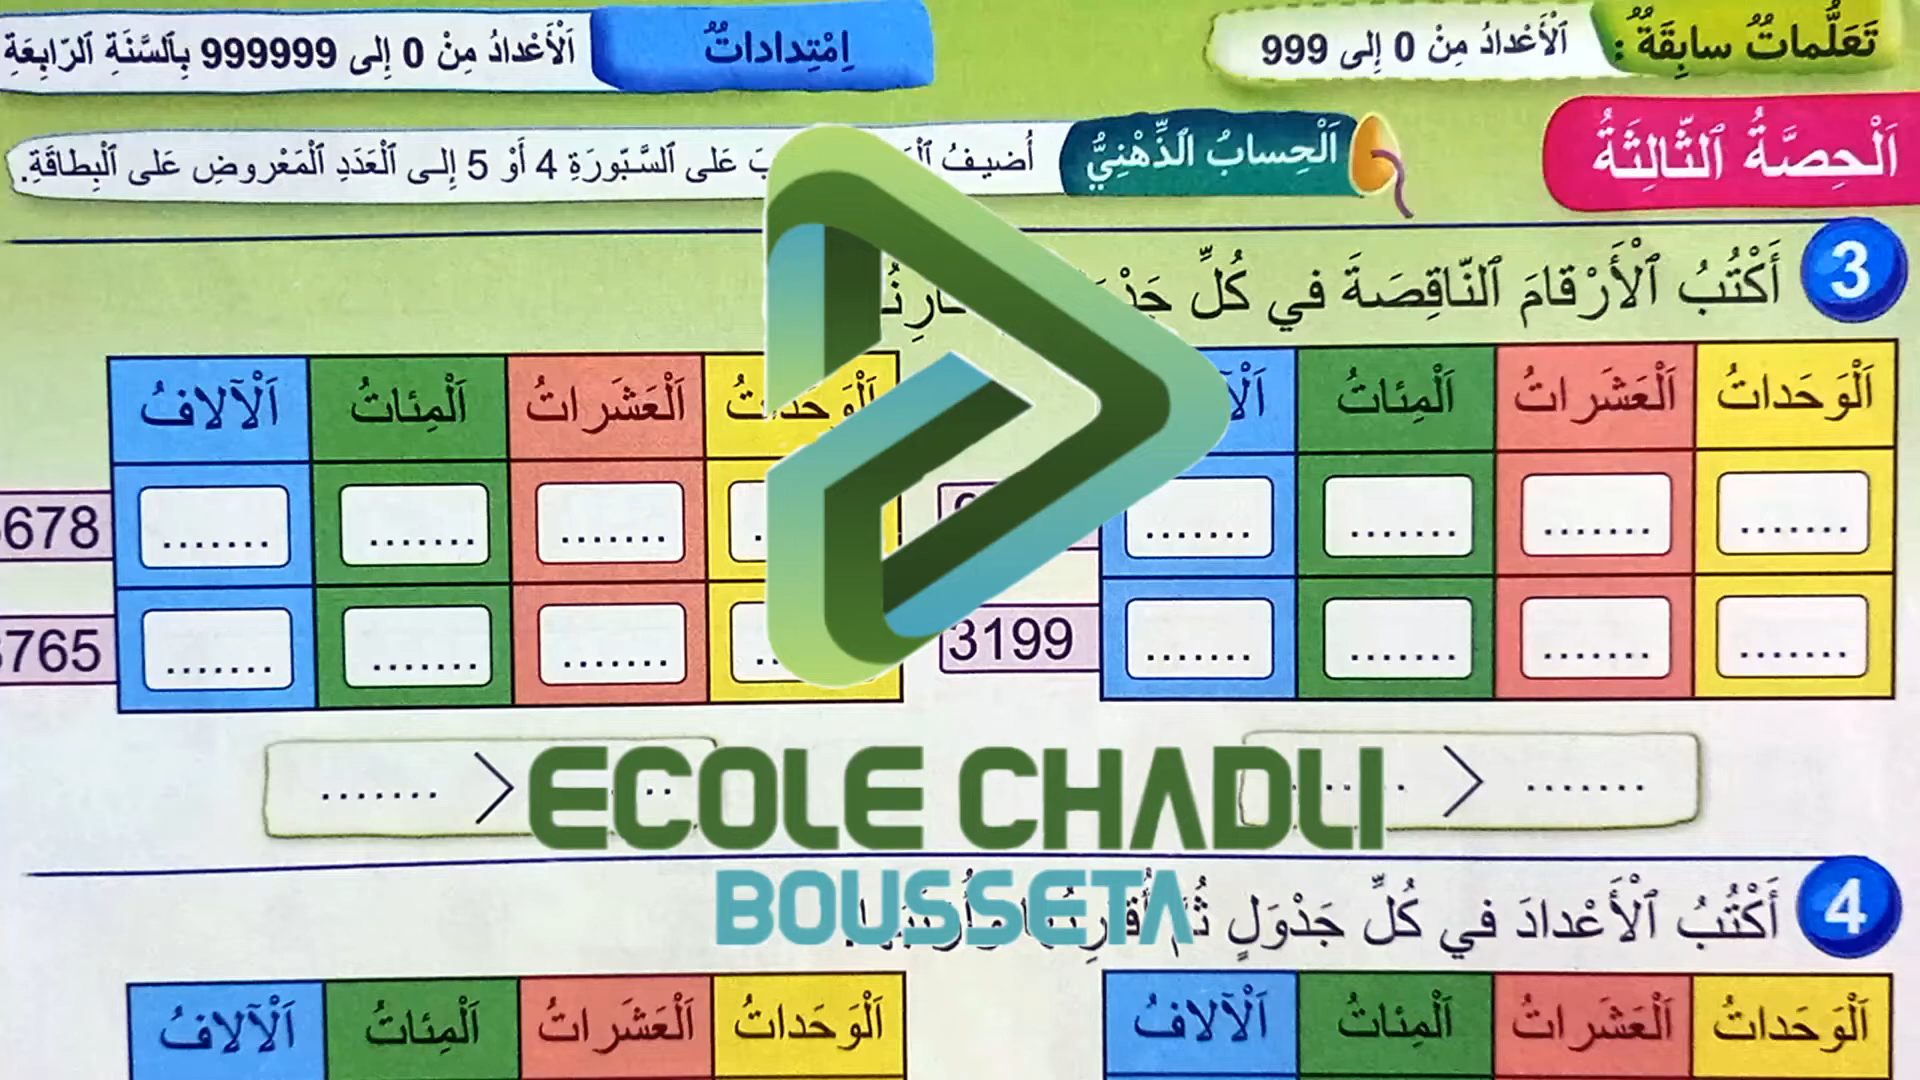 تَعَلُّماتٌ سابِقَةٌ : اَلْأَعْدادُ مِنْ 0 إِلى 999
اِمْتِدادات اَلْأَعْدادُ مِنْ 0 إِلى 999999 بِالسَّنَةِ الرّابِعَةِ
اَلْحِصَّةُ الثّالِثَةُ
اَلْحِسابُ الذِّهْنِيُّ أُضيفُ عَلى السَّبّورَةِ 4 أَوْ 5 إِلى الْعَدَدِ الْمَعْروضِ عَلى الْبِطاقَةِ.
3 أَكْتُبُ الْأَرْقامَ النّاقِصَةَ في كُلِّ
اَلْوَحَداتُ اَلْعَشَراتُ اَلْمِئاتُ
....... ....... ....... .......
3199 ....... ....... ....... .......
....... > .......
اَلْوَحَداتُ اَلْعَشَراتُ اَلْمِئاتُ اَلْآلافُ
678 ....... ....... .......
765 ....... ....... .......
....... >
ECOLE CHADLI
BOUSSETA
4 أَكْتُبُ الْأَعْدادَ في كُلِّ جَدْوَلٍ
اَلْوَحَداتُ اَلْعَشَراتُ اَلْمِئاتُ اَلْآلافُ
اَلْوَحَداتُ اَلْعَشَراتُ اَلْمِئاتُ اَلْآلافُ